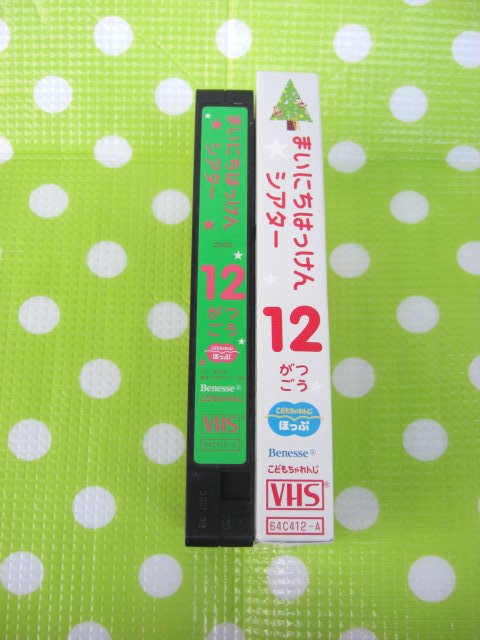 まいにちはっけん
シアター
2006
12
がつ
ごう
こどもちゃれんじ
ほっぷ
Benesse®
こどもちゃれんじ
VHS
64C412-A
まいにちはっけん
シアター
12
がつ
ごう
こどもちゃれんじ
ほっぷ
Benesse®
こどもちゃれんじ
VHS®
64C412-A